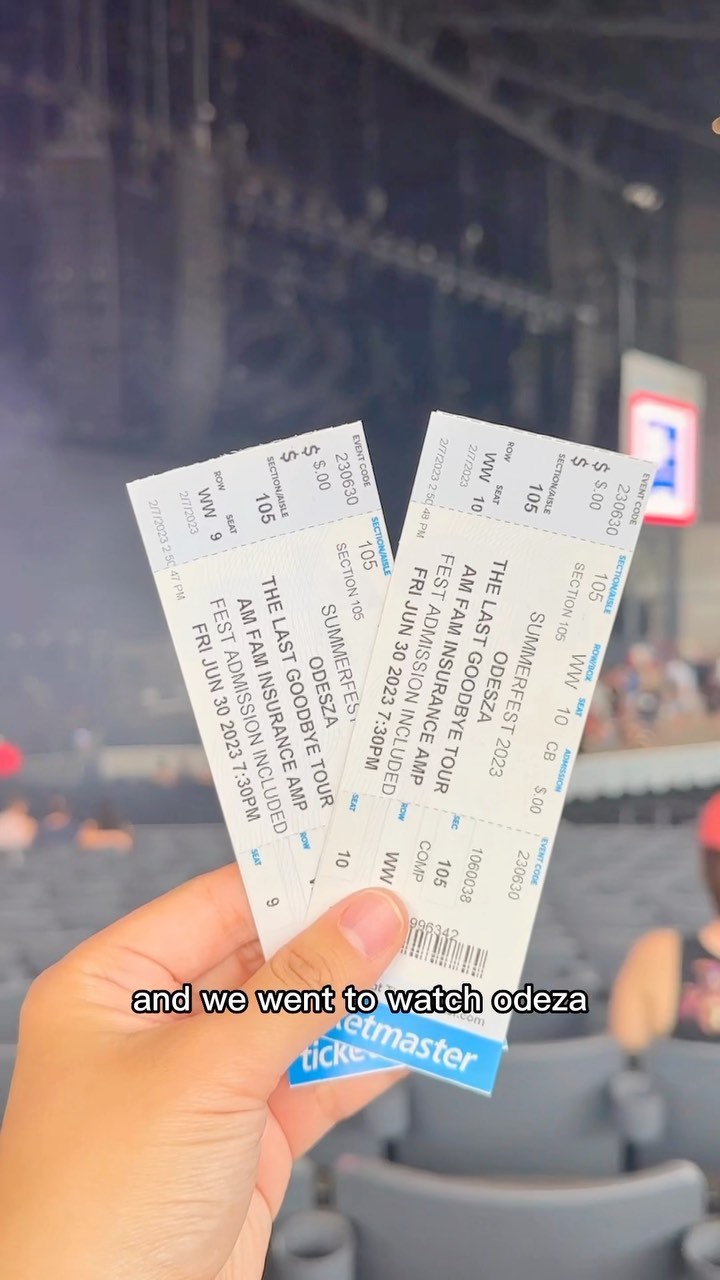 EVENT CODE
230630
$ $.00
$
SECTION/AISLE
105
ROW SEAT
WW 9
2/7/2023
SECTION/AISLE
105
SECTION 105
SUMMERFEST
ODESZA
THE LAST GOODBYE TOUR
AM FAM INSURANCE AMP
FEST ADMISSION INCLUDED
FRI JUN 30 2023 7:30PM
ROW
SEAT
9
EVENT CODE
230630
$ $.00
$
SECTION/AISLE
105
ROW SEAT
WW 10
2/7/2023
SECTION/AISLE ROW/BOX SEAT ADMISSION
105 WW 10 CB $.00
SECTION 105
SUMMERFEST 2023
ODESZA
THE LAST GOODBYE TOUR
AM FAM INSURANCE AMP
FEST ADMISSION INCLUDED
FRI JUN 30 2023 7:30PM
EVENT CODE
230630
1060038
SEC
105
COMP
ROW
WW
SEAT
10
996342
and we went to watch odeza
etmaster
ticke